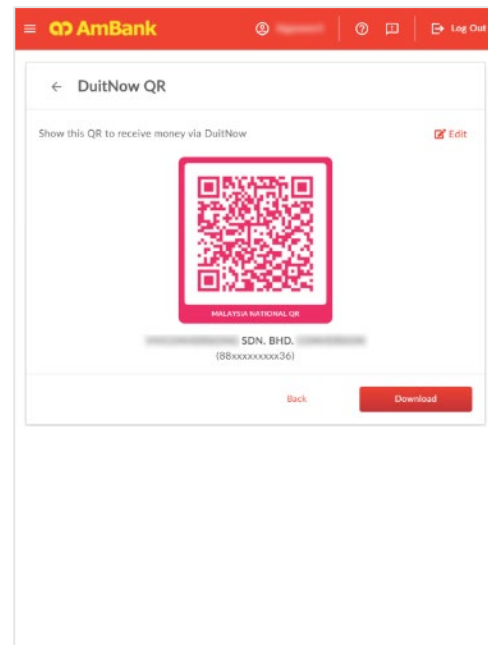 AmBank
Log Out
DuitNow QR
Show this QR to receive money via DuitNow
Edit
MALAYSIA NATIONAL QR
SDN. BHD.
(88xxxxxxxxx36)
Back
Download